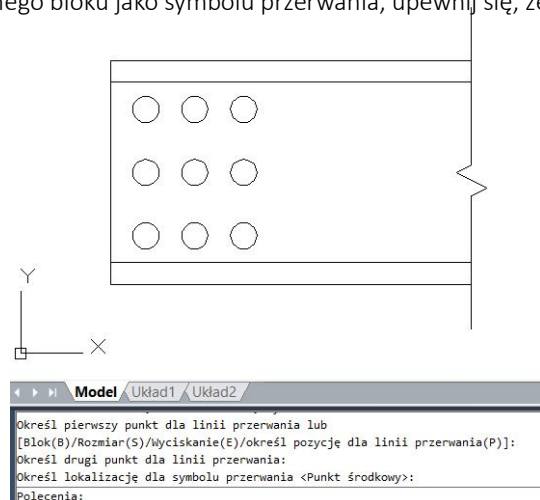 nego bloku jako symbolu przerwania, upewnij się, że
Y
X
Model Układ1 Układ2
Określ pierwszy punkt dla linii przerwania lub
[Blok(B)/Rozmiar(S)/Wyciskanie(E)/określ pozycję dla linii przerwania(P)]:
Określ drugi punkt dla linii przerwania:
Określ lokalizację dla symbolu przerwania <Punkt środkowy>:
Polecenia: